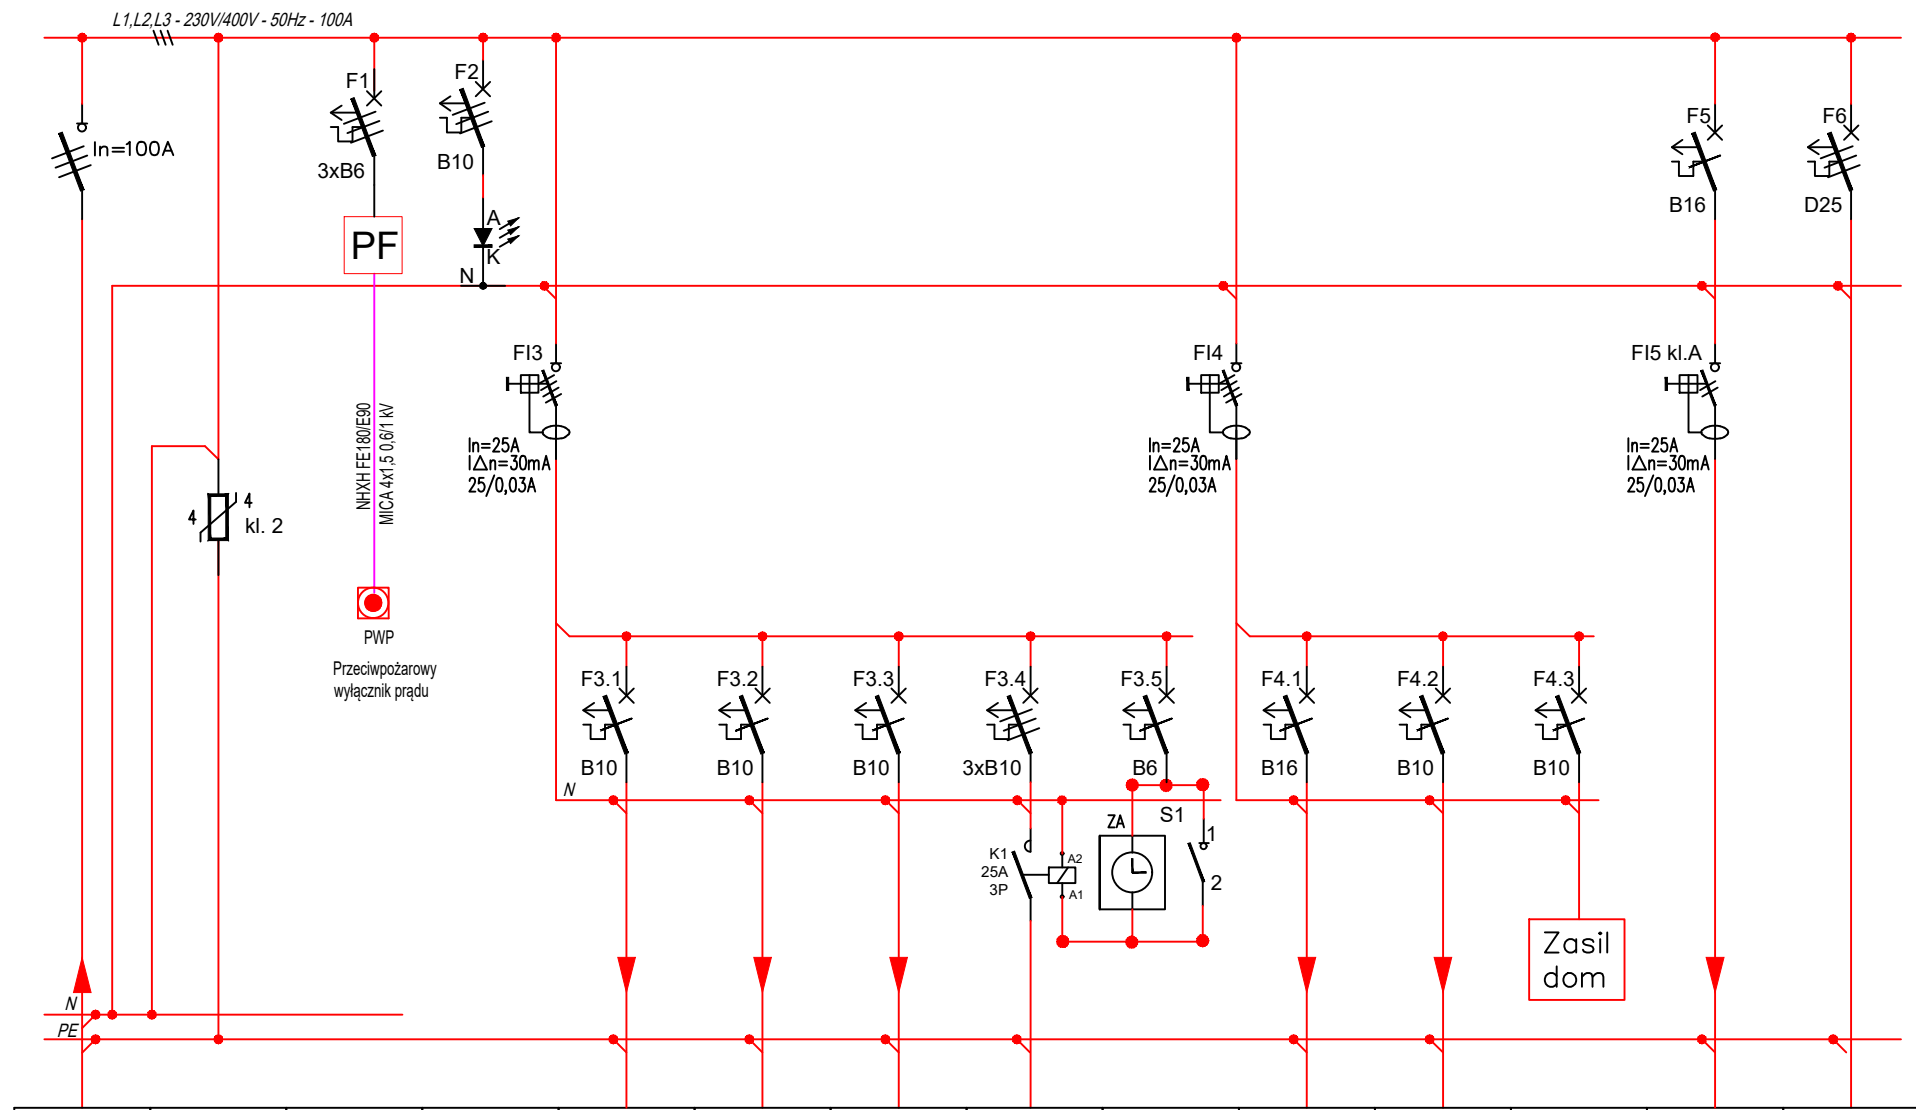 L1,L2,L3 - 230V/400V - 50Hz - 100A
In=100A
F1
3xB6
F2
B10
F5
B16
F6
D25
PF
A
K
N
FI3
In=25A
I△n=30mA
25/0,03A
FI4
In=25A
I△n=30mA
25/0,03A
FI5 kl.A
In=25A
I△n=30mA
25/0,03A
NHXH FE180/E90
MICA 4x1,5 0,6/1 kV
4
4
kl. 2
PWP
Przeciwpożarowy
wyłącznik prądu
F3.1
B10
F3.2
B10
F3.3
B10
F3.4
3xB10
F3.5
B6
F4.1
B16
F4.2
B10
F4.3
B10
N
S1
ZA
1
2
K1
25A
3P
A2
A1
Zasil
dom
N
PE